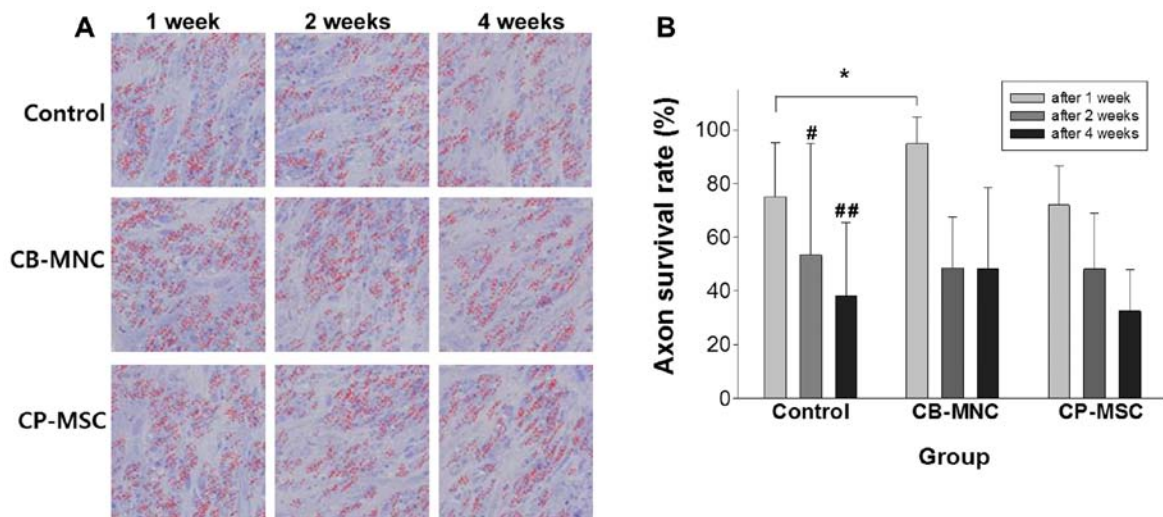 A
1 week 2 weeks 4 weeks
Control
CB-MNC
CP-MSC
B
*
after 1 week
after 2 weeks
after 4 weeks
#
##
Axon survival rate (%)
100
80
60
40
20
0
Control CB-MNC CP-MSC
Group